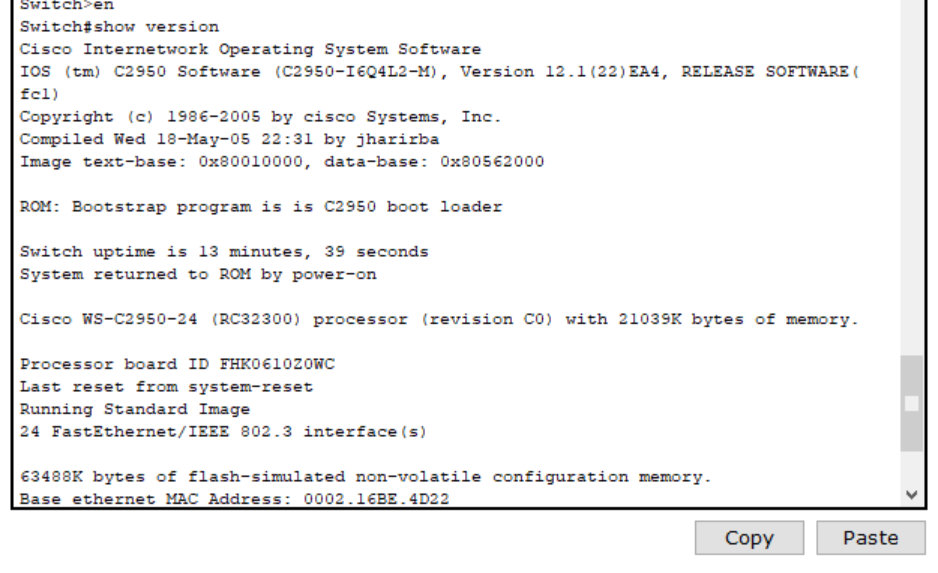 Switch>en
Switch#show version
Cisco Internetwork Operating System Software
IOS (tm) C2950 Software (C2950-I6Q4L2-M), Version 12.1(22)EA4, RELEASE SOFTWARE(
fc1)
Copyright (c) 1986-2005 by cisco Systems, Inc.
Compiled Wed 18-May-05 22:31 by jharirba
Image text-base: 0x80010000, data-base: 0x80562000
ROM: Bootstrap program is is C2950 boot loader
Switch uptime is 13 minutes, 39 seconds
System returned to ROM by power-on
Cisco WS-C2950-24 (RC32300) processor (revision C0) with 21039K bytes of memory.
Processor board ID FHK0610Z0WC
Last reset from system-reset
Running Standard Image
24 FastEthernet/IEEE 802.3 interface(s)
63488K bytes of flash-simulated non-volatile configuration memory.
Base ethernet MAC Address: 0002.16BE.4D22
Copy Paste